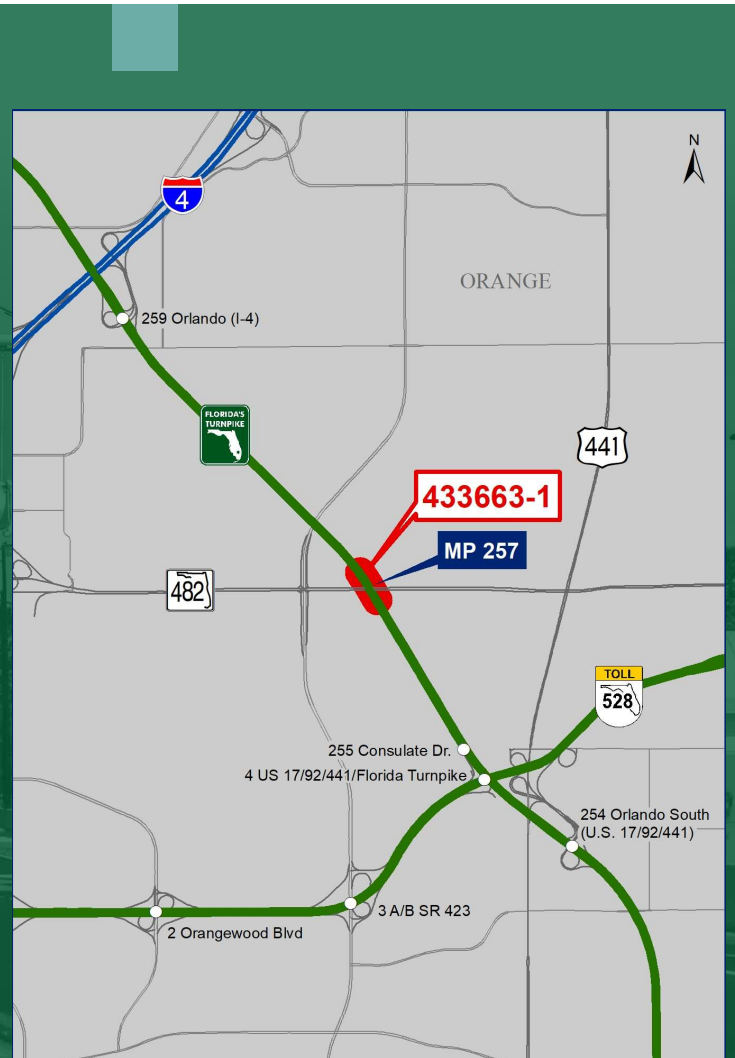 N
4
ORANGE
259 Orlando (I-4)
FLORIDA'S
TURNPIKE
441
433663-1
MP 257
482
TOLL
528
255 Consulate Dr.
4 US 17/92/441/Florida Turnpike
254 Orlando South
(U.S. 17/92/441)
3 A/B SR 423
2 Orangewood Blvd